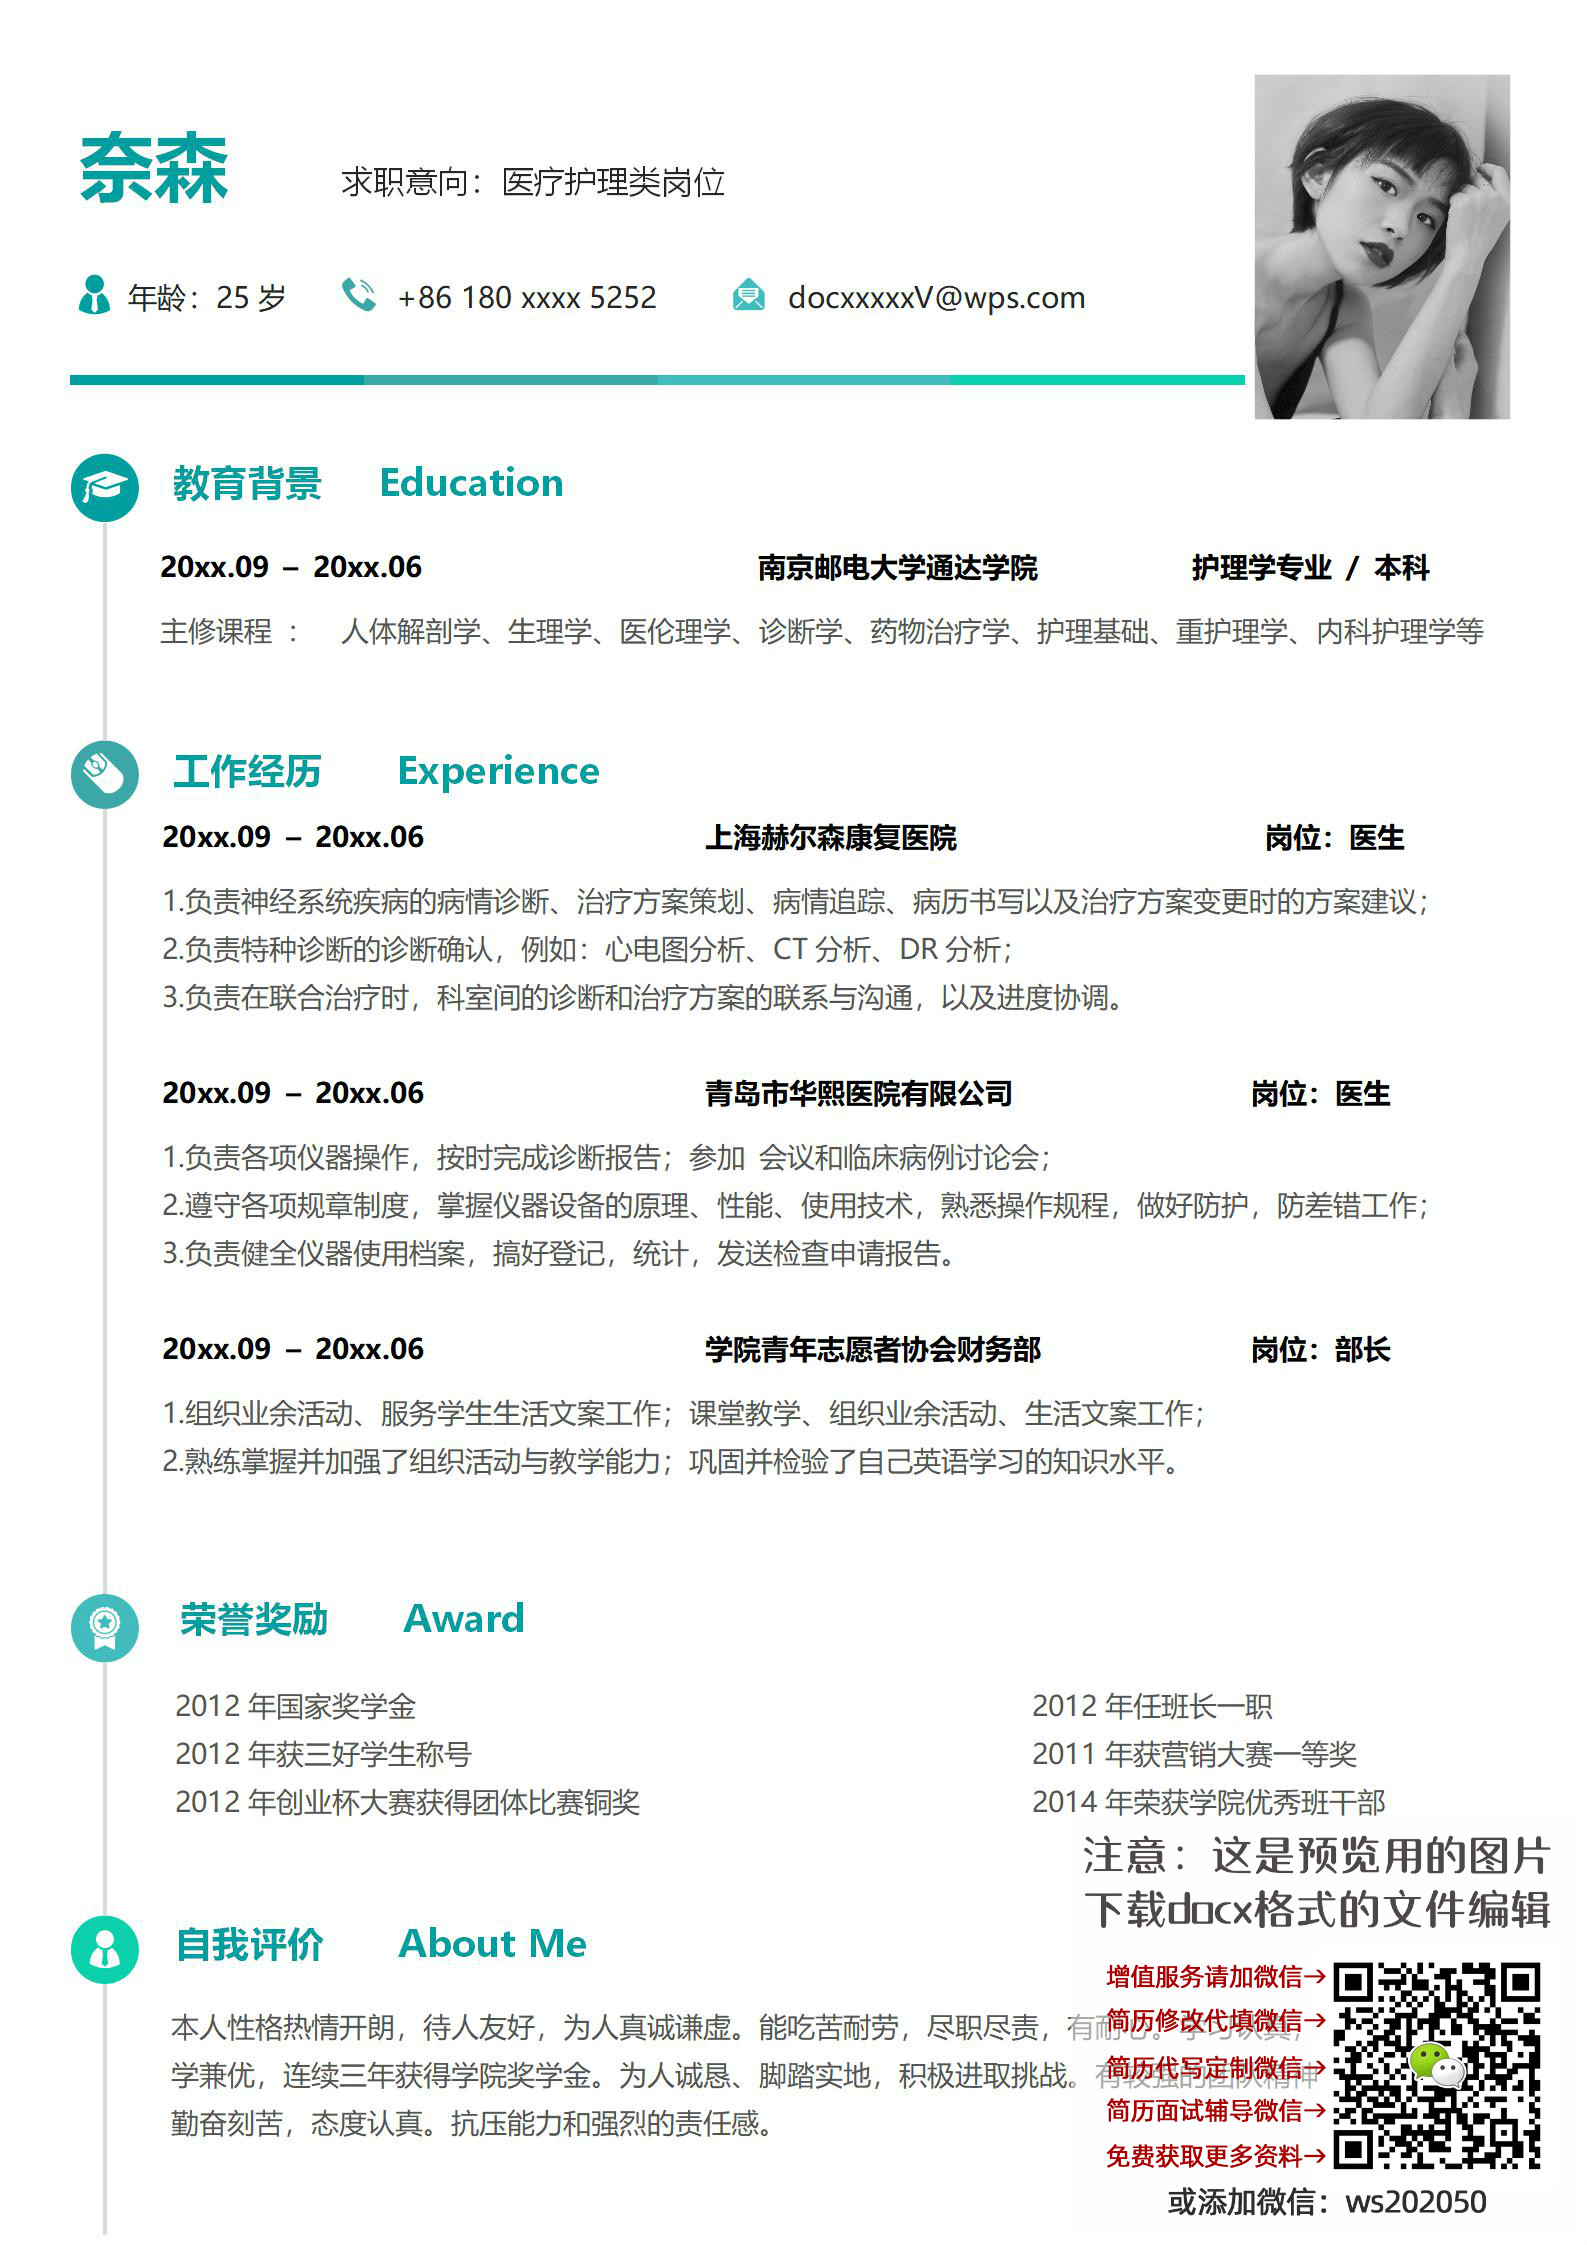 奈森
求职意向：医疗护理类岗位
年龄：25 岁
+86 180 xxxx 5252
docxxxxxV@wps.com
教育背景 Education
20xx.09 – 20xx.06 南京邮电大学通达学院 护理学专业 / 本科
主修课程 ： 人体解剖学、生理学、医伦理学、诊断学、药物治疗学、护理基础、重护理学、内科护理学等
工作经历 Experience
20xx.09 – 20xx.06 上海赫尔森康复医院 岗位：医生
1.负责神经系统疾病的病情诊断、治疗方案策划、病情追踪、病历书写以及治疗方案变更时的方案建议；
2.负责特种诊断的诊断确认，例如：心电图分析、CT 分析、DR 分析；
3.负责在联合治疗时，科室间的诊断和治疗方案的联系与沟通，以及进度协调。
20xx.09 – 20xx.06 青岛市华熙医院有限公司 岗位：医生
1.负责各项仪器操作，按时完成诊断报告；参加 会议和临床病例讨论会；
2.遵守各项规章制度，掌握仪器设备的原理、性能、使用技术，熟悉操作规程，做好防护，防差错工作；
3.负责健全仪器使用档案，搞好登记，统计，发送检查申请报告。
20xx.09 – 20xx.06 学院青年志愿者协会财务部 岗位：部长
1.组织业余活动、服务学生生活文案工作；课堂教学、组织业余活动、生活文案工作；
2.熟练掌握并加强了组织活动与教学能力；巩固并检验了自己英语学习的知识水平。
荣誉奖励 Award
2012 年国家奖学金 2012 年任班长一职
2012 年获三好学生称号 2011 年获营销大赛一等奖
2012 年创业杯大赛获得团体比赛铜奖 2014 年荣获学院优秀班干部
自我评价 About Me
本人性格热情开朗，待人友好，为人真诚谦虚。能吃苦耐劳，尽职尽责，有耐心。学习认真，
学兼优，连续三年获得学院奖学金。为人诚恳、脚踏实地，积极进取挑战。有较强的团队精神
勤奋刻苦，态度认真。抗压能力和强烈的责任感。
注意：这是预览用的图片
下载docx格式的文件编辑
增值服务请加微信→
简历修改代填微信→
简历代写定制微信→
简历面试辅导微信→
免费获取更多资料→
或添加微信：ws202050